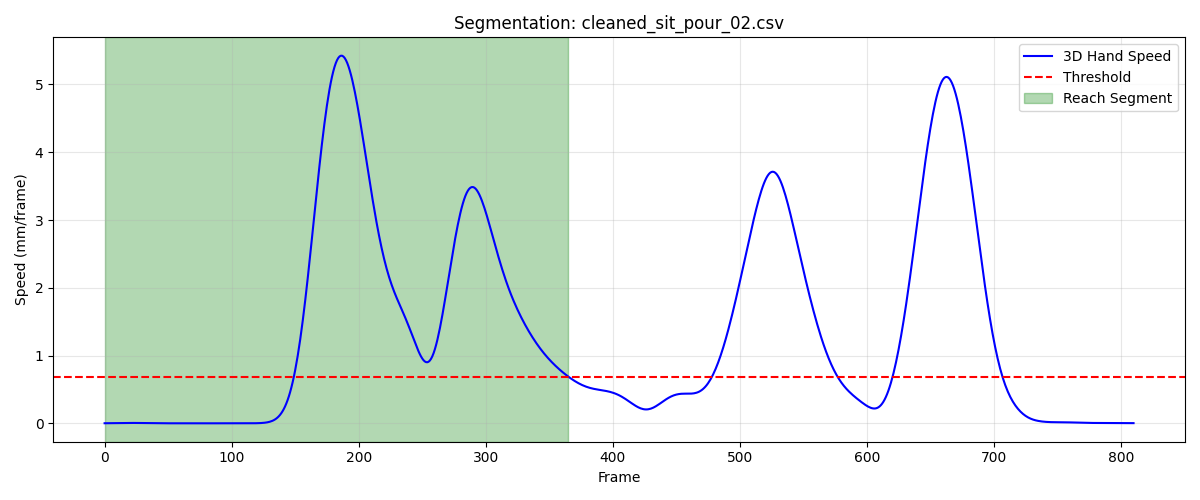 Segmentation: cleaned_sit_pour_02.csv
3D Hand Speed
Threshold
Reach Segment
Speed (mm/frame)
5
4
3
2
1
0
0 100 200 300 400 500 600 700 800
Frame